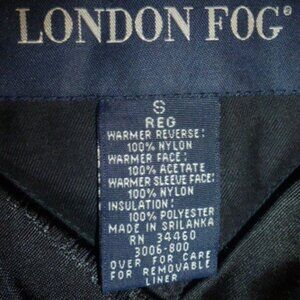 LONDON FOG®
S
REG
WARMER REVERSE:
100% NYLON
WARMER FACE:
100% ACETATE
WARMER SLEEVE FACE:
100% NYLON
INSULATION:
100% POLYESTER
MADE IN SRILANKA
RN 34460
3006-800
OVER FOR CARE
FOR REMOVABLE
LINER